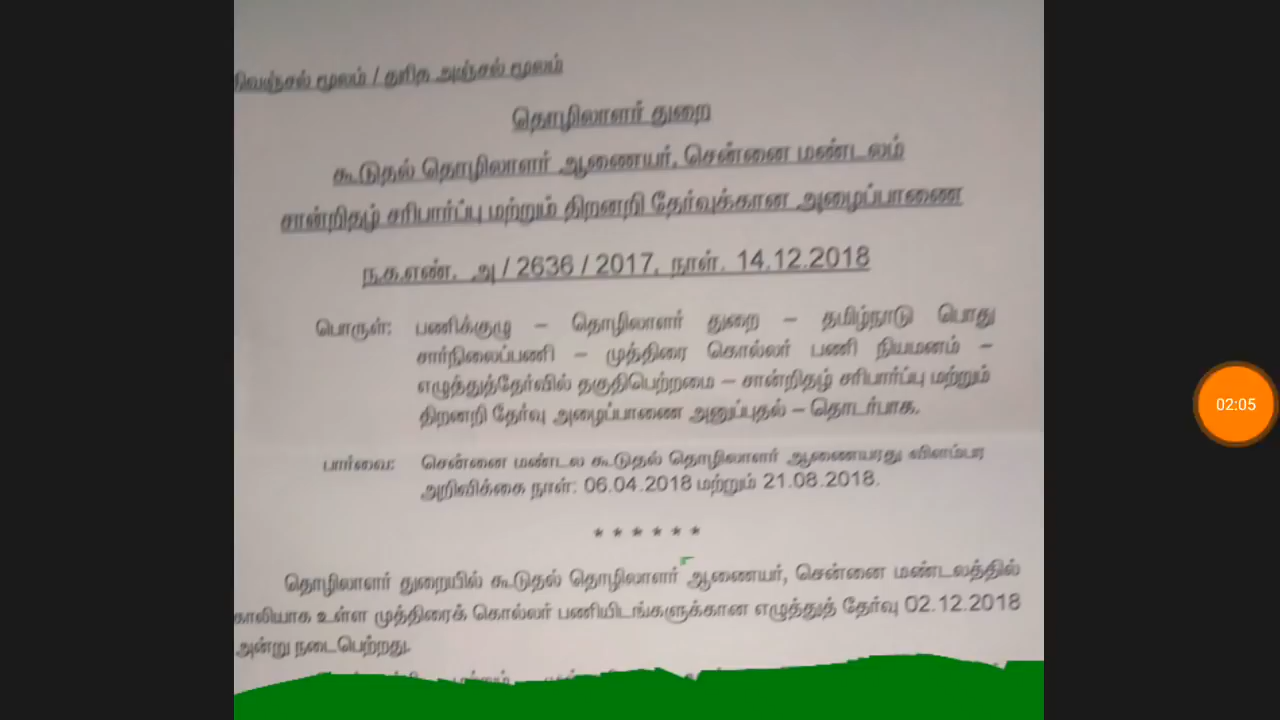 மூலம் / தரித அஞ்சல் மூலம்
தொழிலாளர் துறை
கூடுதல் தொழிலாளர் ஆணையர், சென்னை மண்டலம்
சான்றிதழ் சரிபார்ப்பு மற்றும் திறனறி தேர்வுக்கான அழைப்பாணை
ந.க.எண். அ / 2636 / 2017, நாள். 14.12.2018
பொருள்: பணிக்குழு – தொழிலாளர் துறை – தமிழ்நாடு பொது
சார்நிலைப்பணி – முத்திரை கொல்லர் பணி நியமனம் –
எழுத்துத்தேர்வில் தகுதிபெற்றமை – சான்றிதழ் சரிபார்ப்பு மற்றும்
திறனறி தேர்வு அழைப்பாணை அனுப்புதல் – தொடர்பாக.
பார்வை: சென்னை மண்டல கூடுதல் தொழிலாளர் ஆணையரது விளம்பர
அறிவிக்கை நாள்: 06.04.2018 மற்றும் 21.08.2018.
* * * * * *
தொழிலாளர் துறையில் கூடுதல் தொழிலாளர் ஆணையர், சென்னை மண்டலத்தில்
காலியாக உள்ள முத்திரைக் கொல்லர் பணியிடங்களுக்கான எழுத்துத் தேர்வு 02.12.2018
அன்று நடைபெற்றது.
02:05